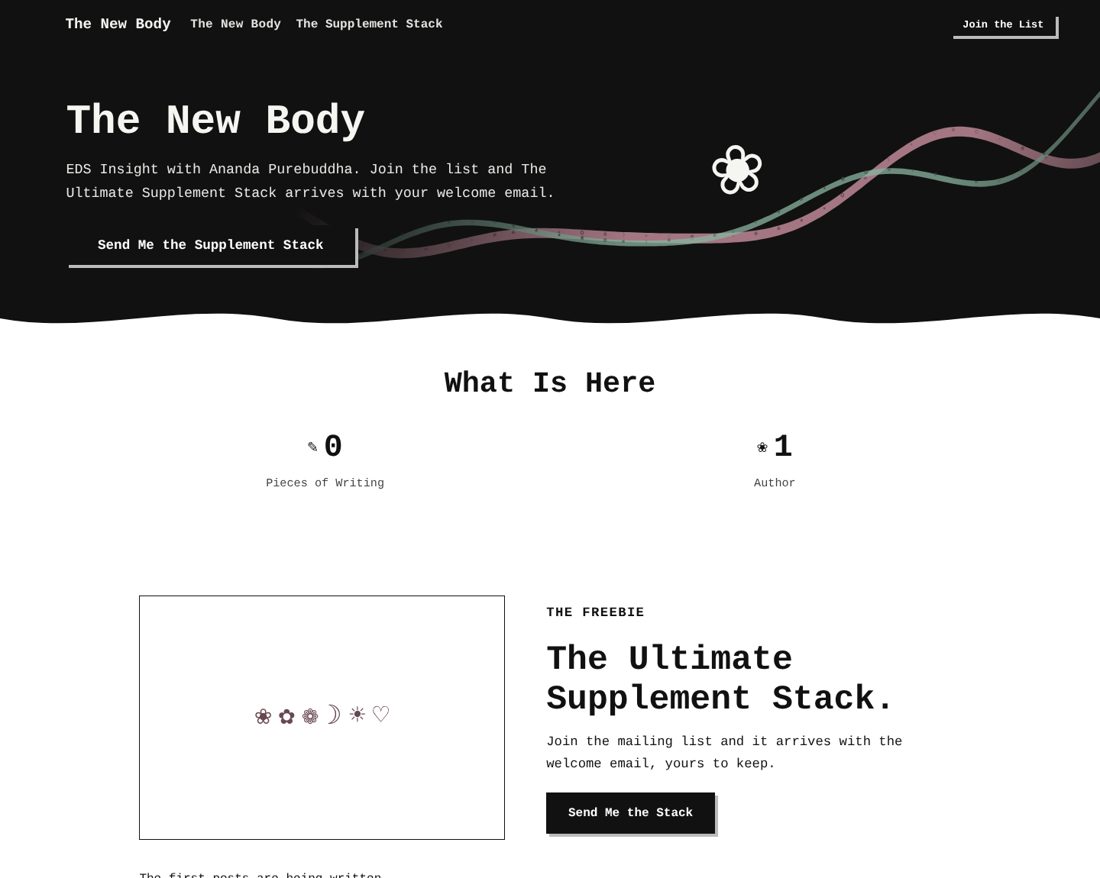 The New Body The New Body The Supplement Stack Join the List
The New Body
EDS Insight with Ananda Purebuddha. Join the list and The
Ultimate Supplement Stack arrives with your welcome email.
Send Me the Supplement Stack
What Is Here
0
Pieces of Writing
1
Author
THE FREEBIE
The Ultimate
Supplement Stack.
Join the mailing list and it arrives with the
welcome email, yours to keep.
Send Me the Stack
The first posts are being written